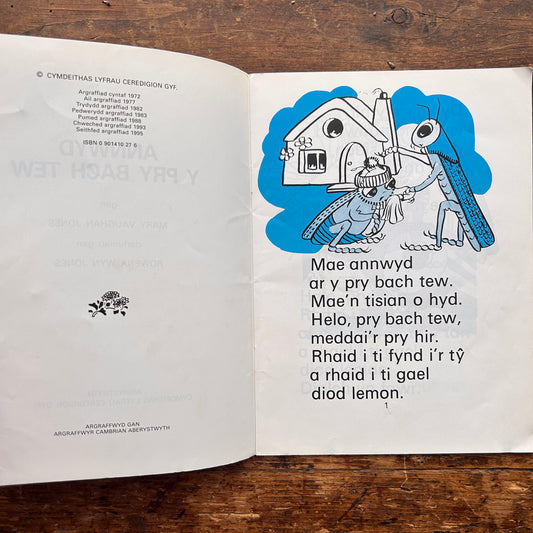 © CYMDEITHAS LYFRAU CEREDIGION GYF.
Argraffiad cyntaf 1972
Ail argraffiad 1977
Trydydd argraffiad 1982
Pedwerydd argraffiad 1983
Pumed argraffiad 1988
Chweched argraffiad 1993
Seithfed argraffiad 1995
ISBN 0 901410 27 6
ARGRAFFWYD GAN
ARGRAFFWYR CAMBRIAN ABERYSTWYTH
Mae annwyd
ar y pry bach tew.
Mae'n tisian o hyd.
Helo, pry bach tew,
meddai'r pry hir.
Rhaid i ti fynd i'r tŷ
a rhaid i ti gael
diod lemon.
1